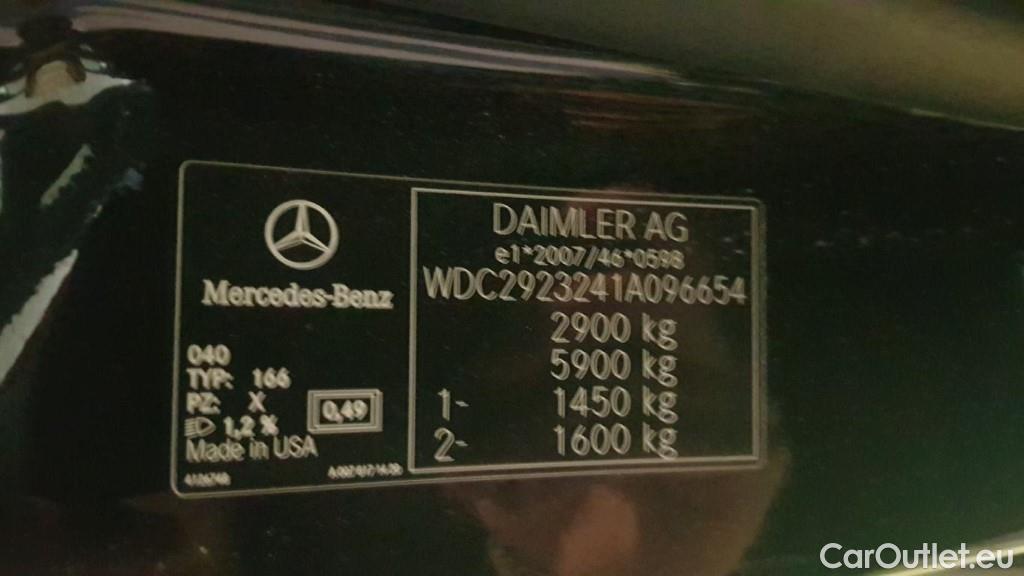 Mercedes-Benz
040
TYP: 166
PZ: X
1,2 %
0,49
Made in USA
DAIMLER AG
e1*2007/46*0598
WDC2923241A096654
2900 kg
5900 kg
1- 1450 kg
2- 1600 kg
CarOutlet.eu